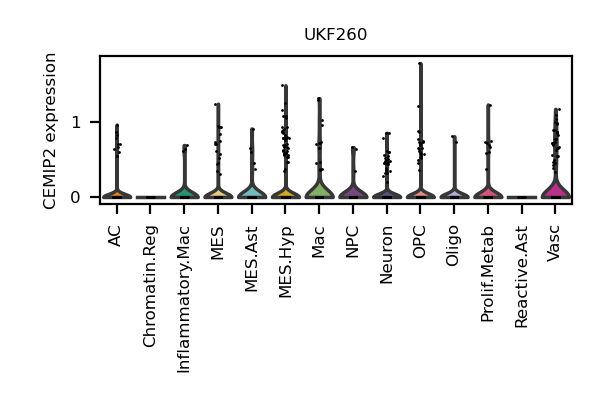 UKF260
CEMIP2 expression
1
0
AC
Chromatin.Reg
Inflammatory.Mac
MES
MES.Ast
MES.Hyp
Mac
NPC
Neuron
OPC
Oligo
Prolif.Metab
Reactive.Ast
Vasc